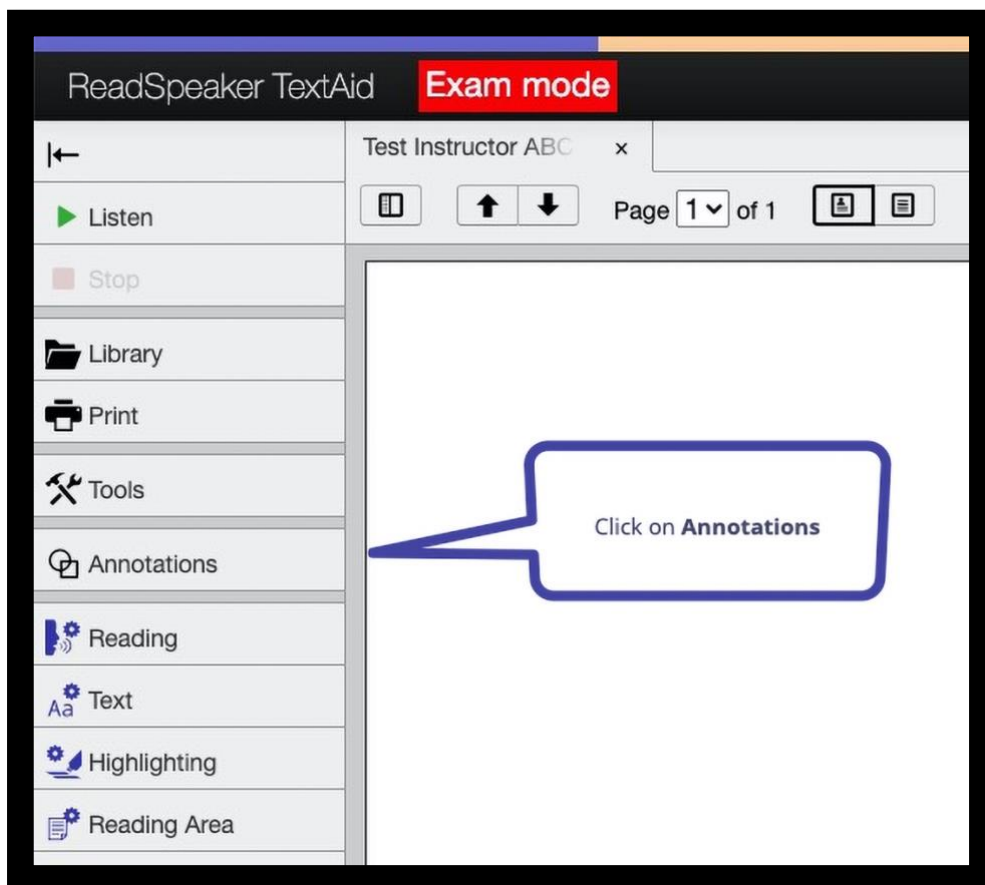 ReadSpeaker TextAid Exam mode
Test Instructor ABC ×
Listen
Page 1 of 1
Stop
Library
Print
Tools
Click on Annotations
Annotations
Reading
Aa Text
Highlighting
Reading Area